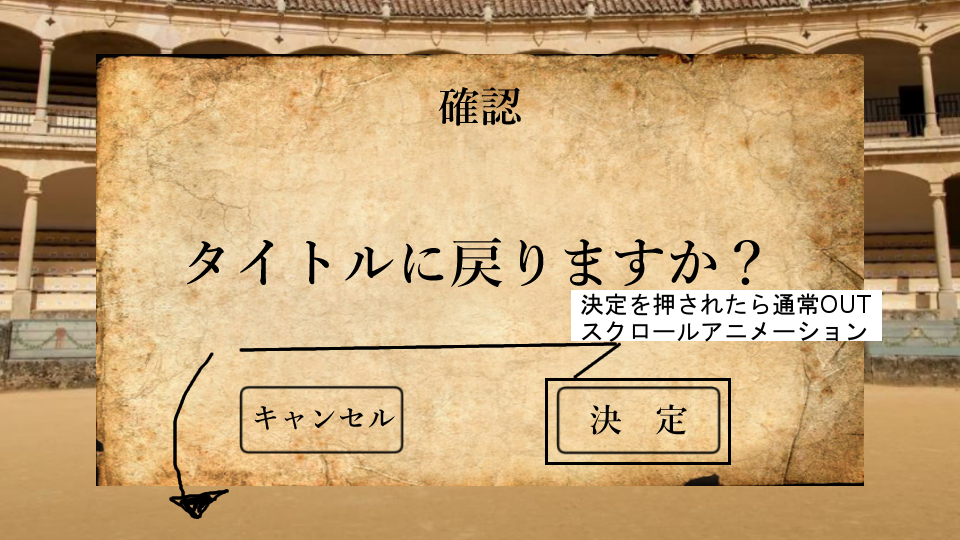 確認
タイトルに戻りますか？
決定を押されたら通常OUT
スクロールアニメーション
キャンセル
決　定